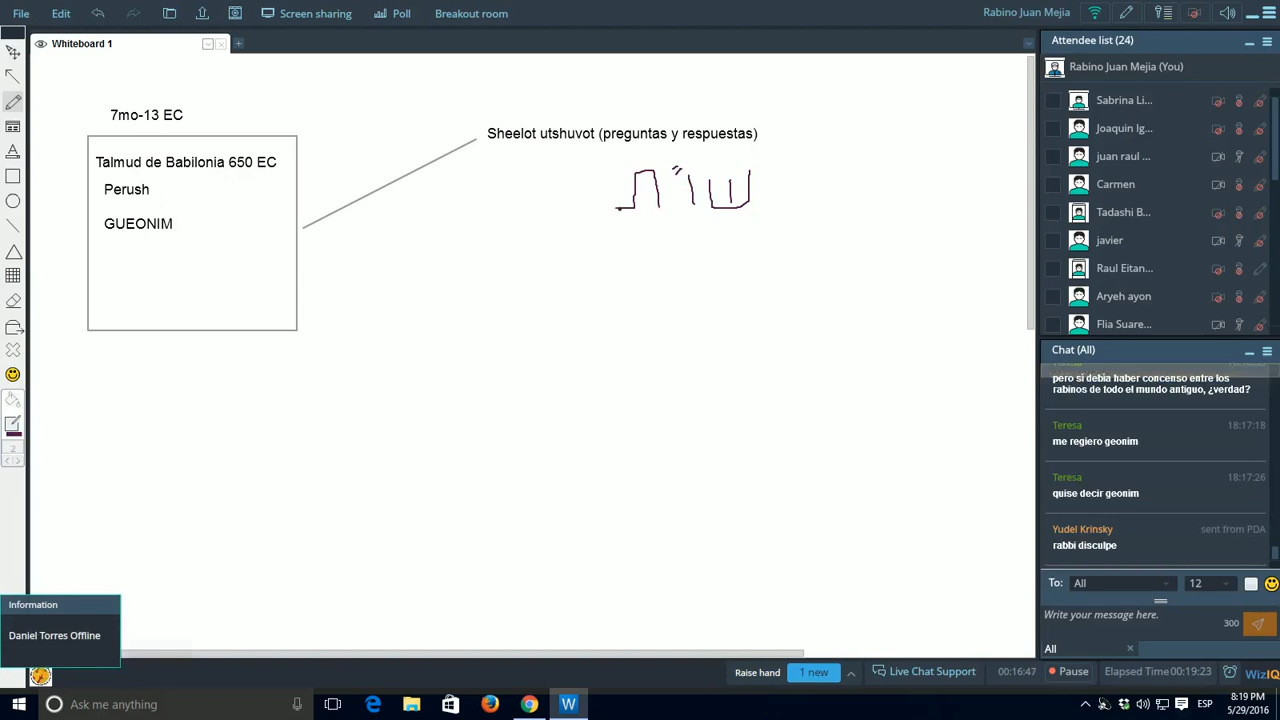 File Edit Screen sharing Poll Breakout room Rabino Juan Mejia
Whiteboard 1
7mo-13 EC
Talmud de Babilonia 650 EC
Perush
GUEONIM
Sheelot utshuvot (preguntas y respuestas)
שו״ת
Attendee list (24)
Rabino Juan Mejia (You)
Sabrina Li...
Joaquin Ig...
juan raul ...
Carmen
Tadashi B...
javier
Raul Eitan...
Aryeh ayon
Flia Suare...
Chat (All)
pero si debia haber concenso entre los
rabinos de todo el mundo antiguo, ¿verdad?
Teresa 18:17:18
me regiero geonim
Teresa 18:17:26
quise decir geonim
Yudel Krinsky sent from PDA
rabbi disculpe
To: All 12
Write your message here.
300
All
Information
Daniel Torres Offline
2
Raise hand 1 new Live Chat Support 00:16:47 Pause Elapsed Time 00:19:23 WizIQ
Ask me anything
ESP
8:19 PM
5/29/2016